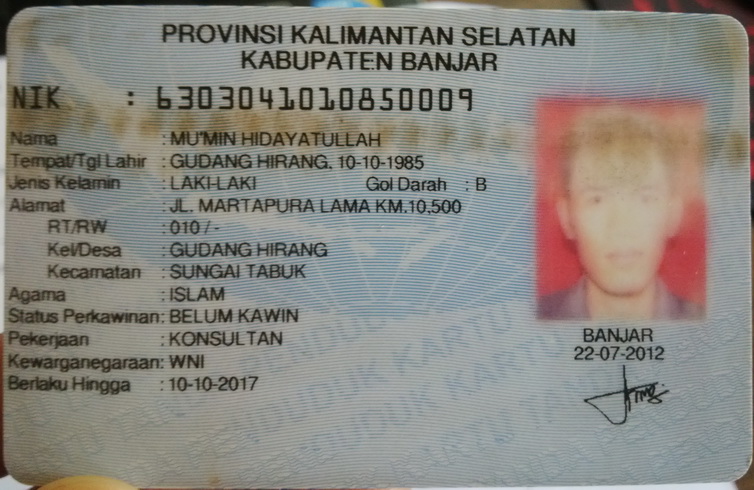 PROVINSI KALIMANTAN SELATAN
KABUPATEN BANJAR
NIK : 6303041010850009
Nama : MU'MIN HIDAYATULLAH
Tempat/Tgl Lahir : GUDANG HIRANG, 10-10-1985
Jenis Kelamin : LAKI-LAKI Gol Darah : B
Alamat : JL. MARTAPURA LAMA KM.10,500
RT/RW : 010 / -
Kel/Desa : GUDANG HIRANG
Kecamatan : SUNGAI TABUK
Agama : ISLAM
Status Perkawinan: BELUM KAWIN
Pekerjaan : KONSULTAN
Kewarganegaraan: WNI
Berlaku Hingga : 10-10-2017
BANJAR
22-07-2012